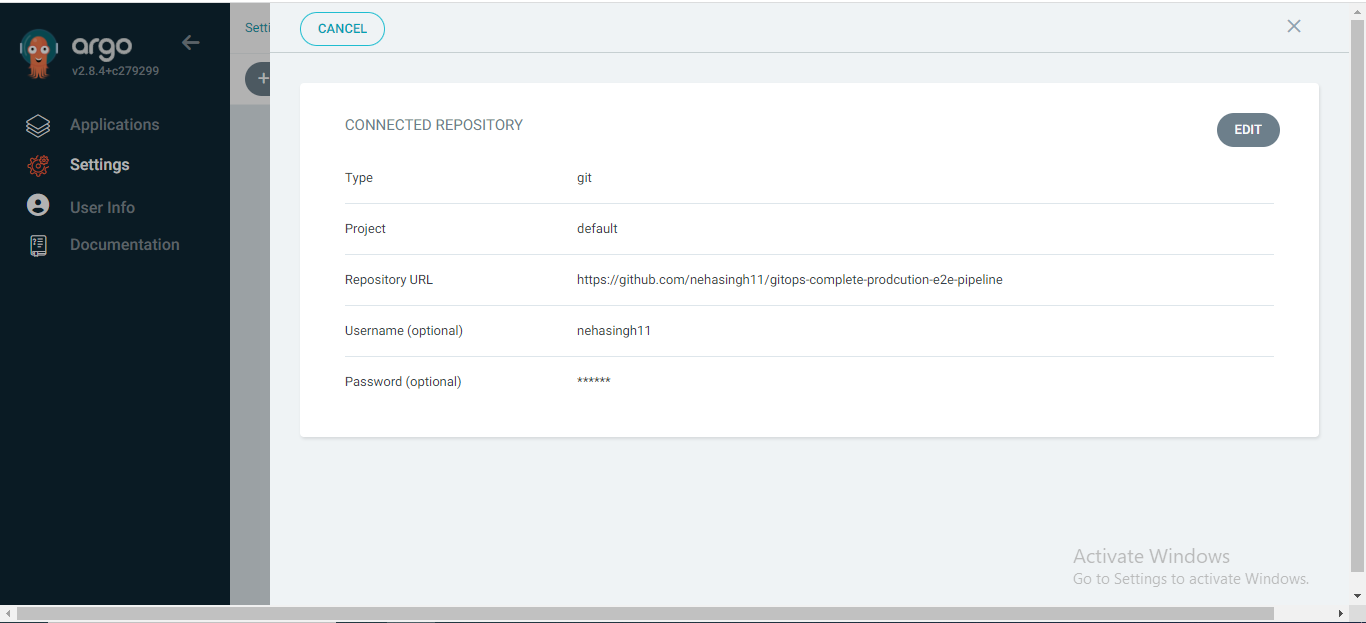 argo
v2.8.4+c279299
Applications
Settings
User Info
Documentation
Setti
+
CANCEL
CONNECTED REPOSITORY
EDIT
Type git
Project default
Repository URL https://github.com/nehasingh11/gitops-complete-prodcution-e2e-pipeline
Username (optional) nehasingh11
Password (optional) ******
Activate Windows
Go to Settings to activate Windows.